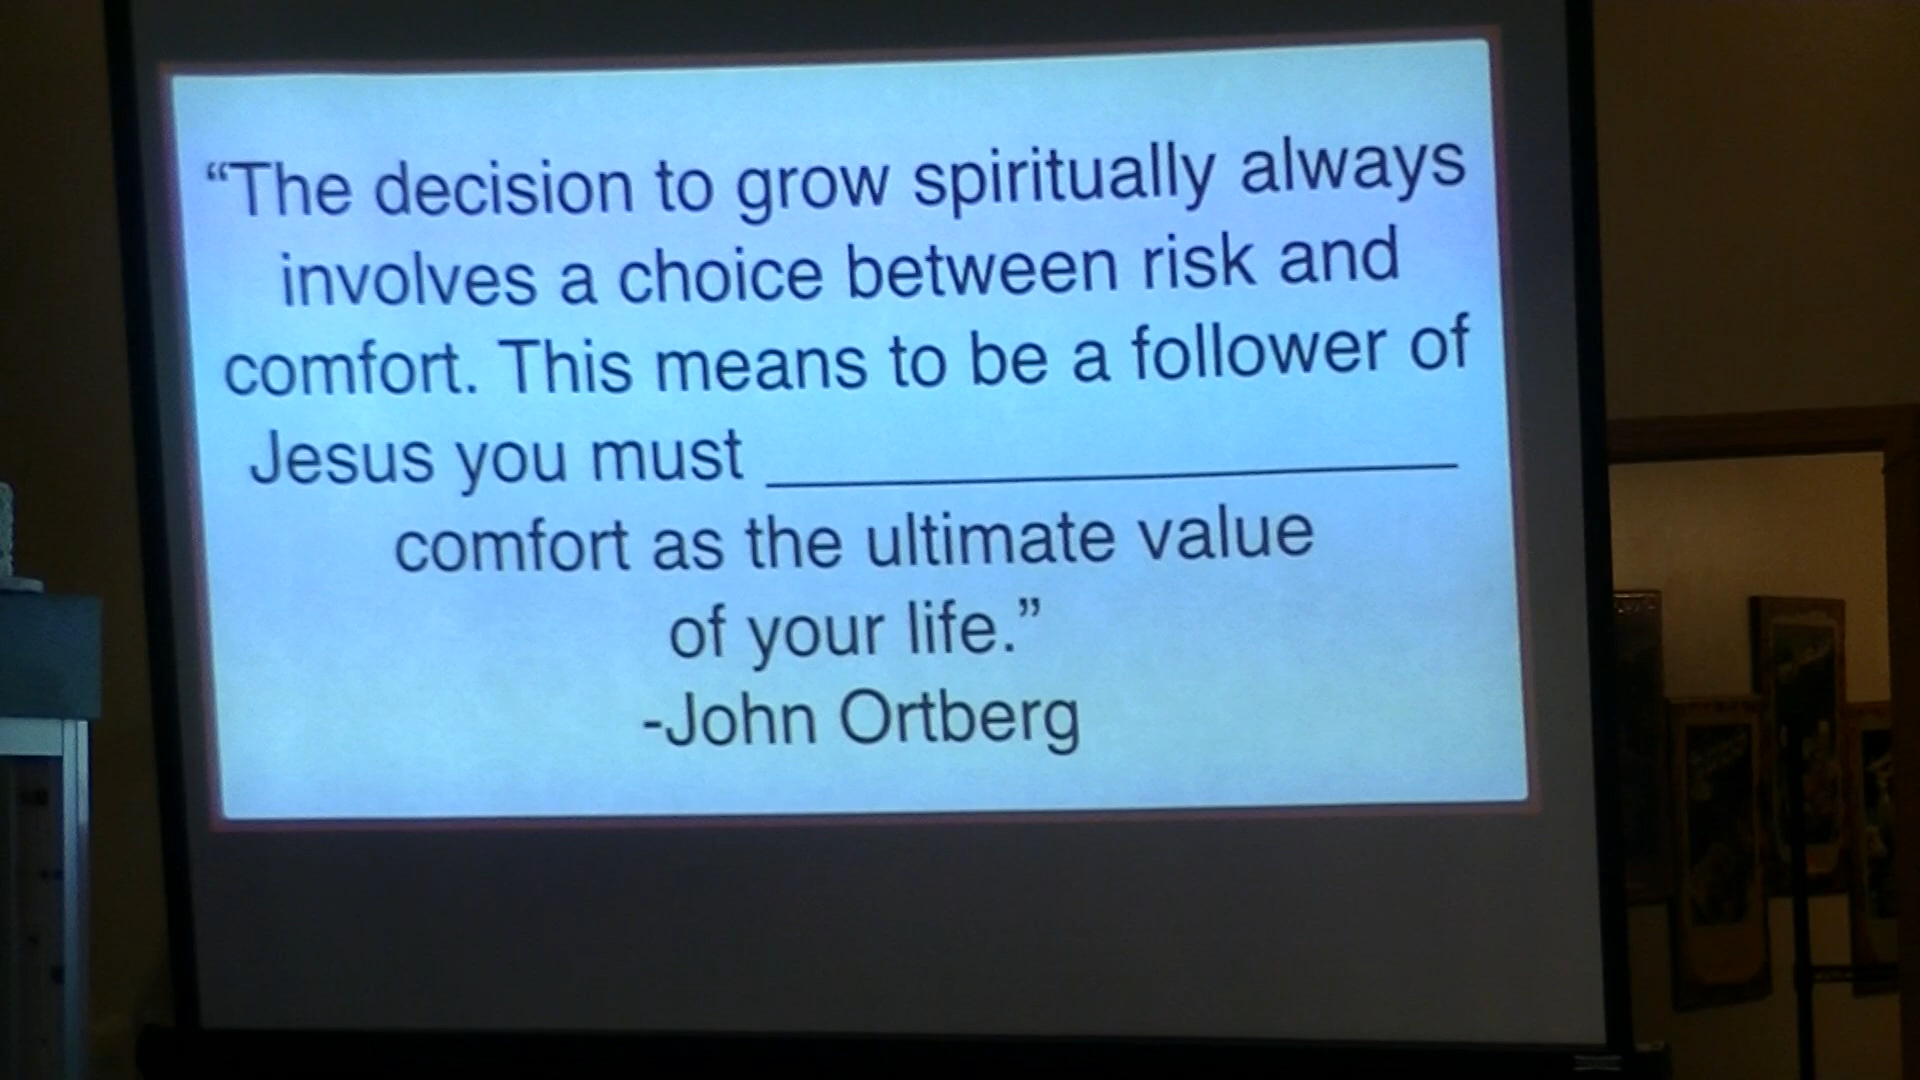 “The decision to grow spiritually always
involves a choice between risk and
comfort. This means to be a follower of
Jesus you must ____________________
comfort as the ultimate value
of your life.”
-John Ortberg